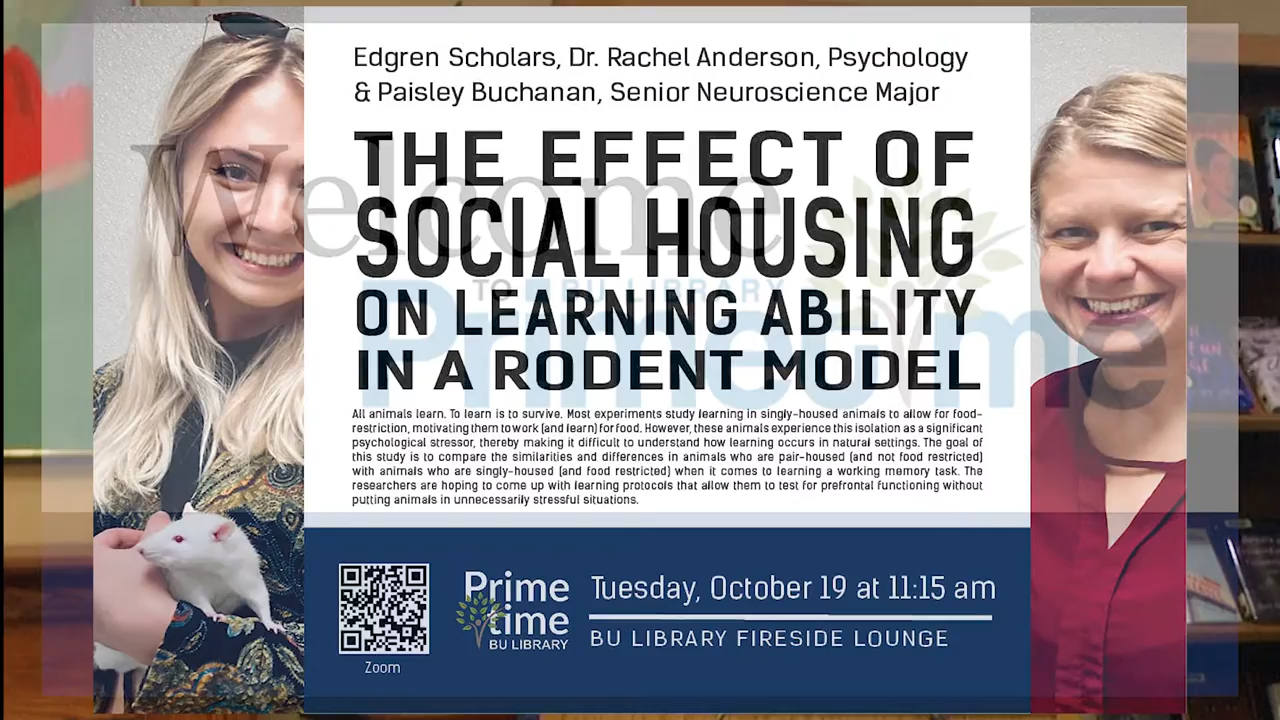 Edgren Scholars, Dr. Rachel Anderson, Psychology
& Paisley Buchanan, Senior Neuroscience Major
THE EFFECT OF
SOCIAL HOUSING
ON LEARNING ABILITY
IN A RODENT MODEL
Welcome
TO BU LIBRARY
Primetime
All animals learn. To learn is to survive. Most experiments study learning in singly-housed animals to allow for food-
restriction, motivating them to work (and learn) for food. However, these animals experience this isolation as a significant
psychological stressor, thereby making it difficult to understand how learning occurs in natural settings. The goal of
this study is to compare the similarities and differences in animals who are pair-housed (and not food restricted)
with animals who are singly-housed (and food restricted) when it comes to learning a working memory task. The
researchers are hoping to come up with learning protocols that allow them to test for prefrontal functioning without
putting animals in unnecessarily stressful situations.
Zoom
Prime
time
BU LIBRARY
Tuesday, October 19 at 11:15 am
BU LIBRARY FIRESIDE LOUNGE